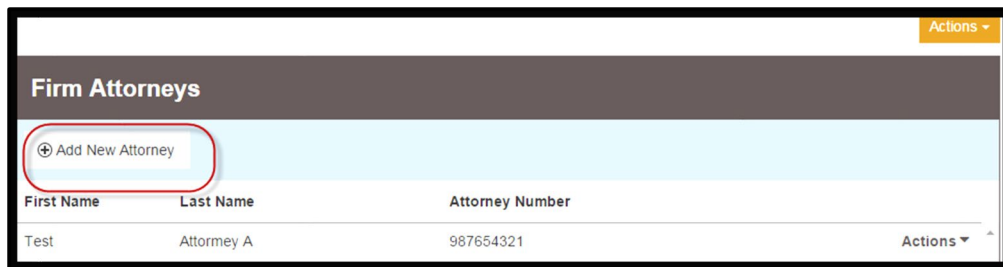 Actions
Firm Attorneys
Add New Attorney
First Name Last Name Attorney Number
Test Attormey A 987654321 Actions